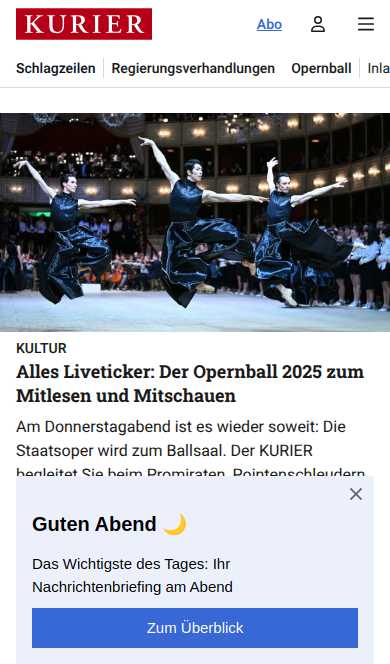 KURIER
Abo
Schlagzeilen
Regierungsverhandlungen
Opernball
Inla
KULTUR
Alles Liveticker: Der Opernball 2025 zum
Mitlesen und Mitschauen
Am Donnerstagabend ist es wieder soweit: Die
Staatsoper wird zum Ballsaal. Der KURIER
begleitet Sie beim Promiraten, Pointenschleudern
Guten Abend 🌙
Das Wichtigste des Tages: Ihr
Nachrichtenbriefing am Abend
Zum Überblick